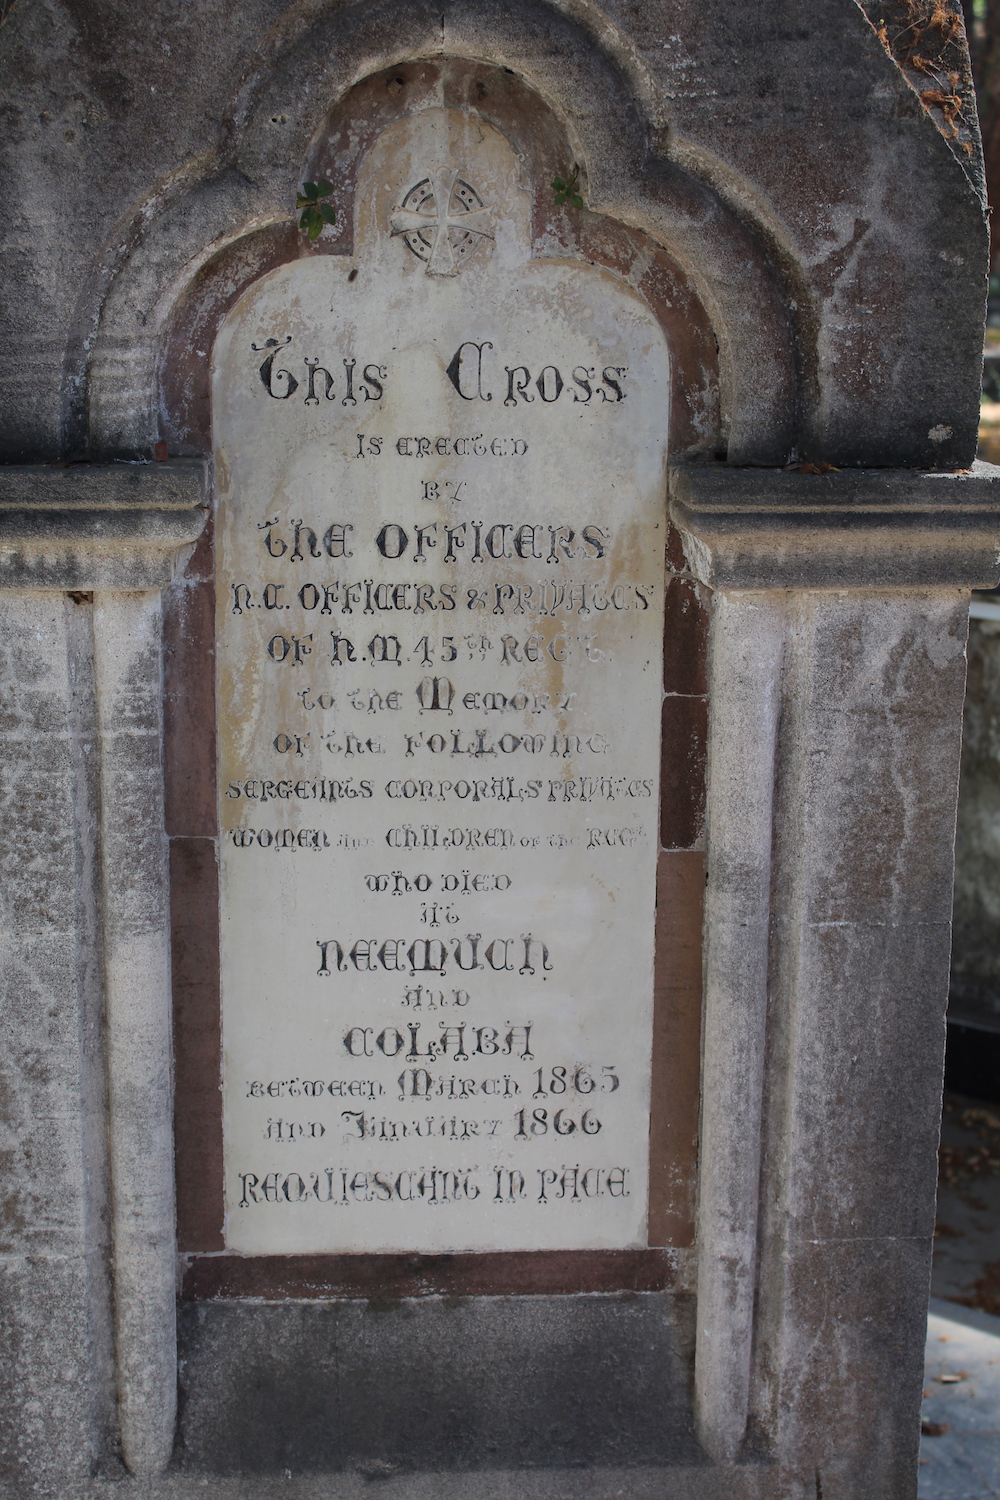 This Cross
is erected
by
the Officers
N.C. Officers & Privates
of H.M. 45th Regt.
to the Memory
of the following
Sergeants Corporals Privates
Women and Children of the Regt
who died
at
Neemuch
and
Colaba
between March 1865
and January 1866
Requiescant in pace